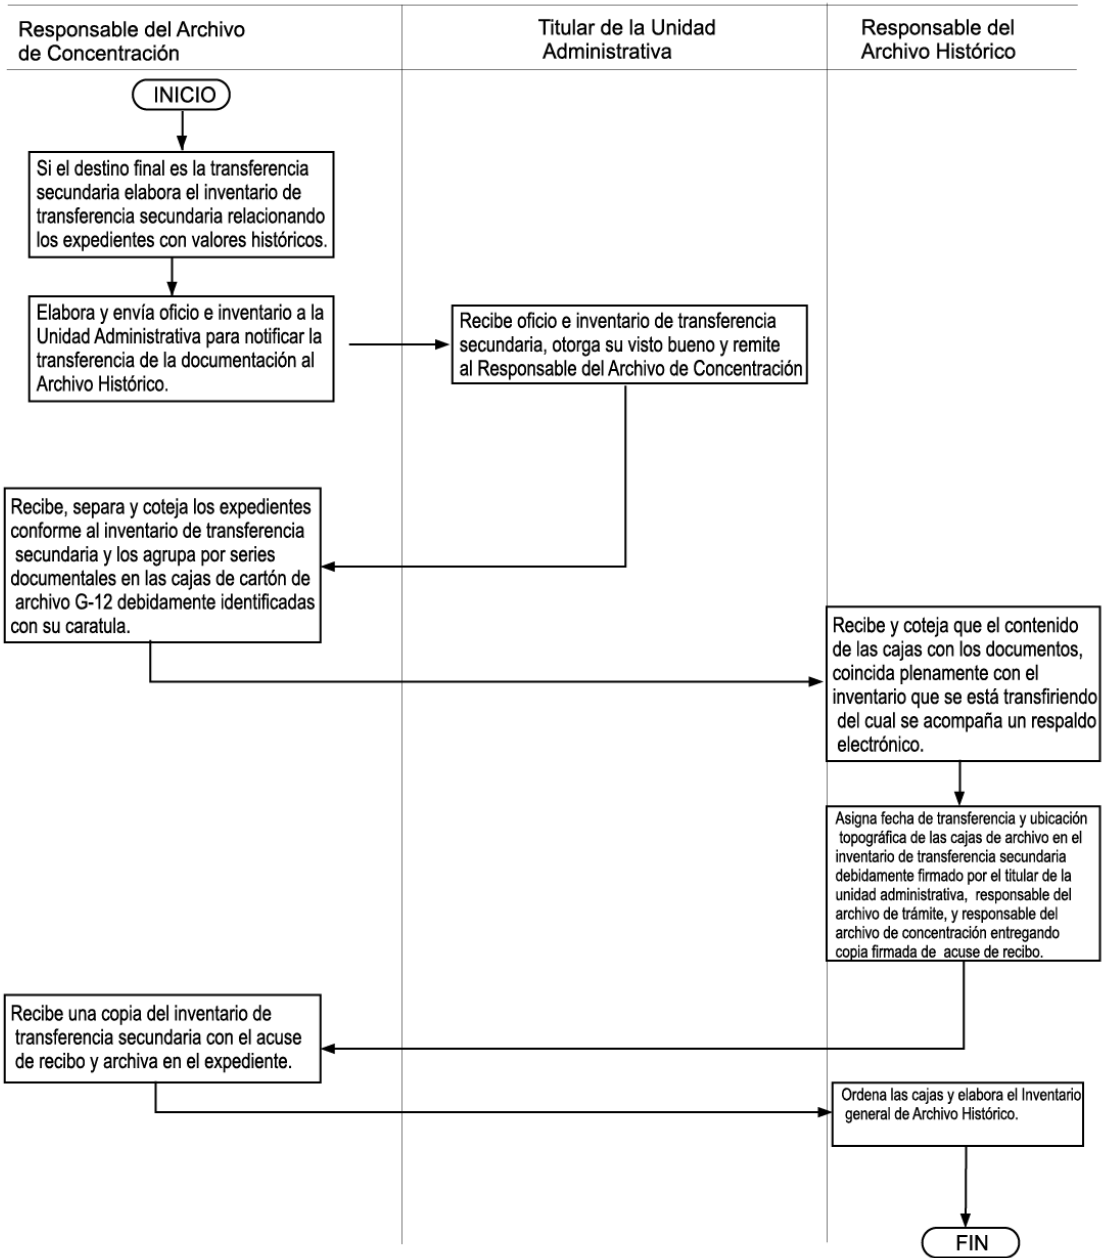 Responsable del Archivo
de Concentración
Titular de la Unidad
Administrativa
Responsable del
Archivo Histórico
INICIO
Si el destino final es la transferencia
secundaria elabora el inventario de
transferencia secundaria relacionando
los expedientes con valores históricos.
Elabora y envía oficio e inventario a la
Unidad Administrativa para notificar la
transferencia de la documentación al
Archivo Histórico.
Recibe oficio e inventario de transferencia
secundaria, otorga su visto bueno y remite
al Responsable del Archivo de Concentración
Recibe, separa y coteja los expedientes
conforme al inventario de transferencia
secundaria y los agrupa por series
documentales en las cajas de cartón de
archivo G-12 debidamente identificadas
con su caratula.
Recibe y coteja que el contenido
de las cajas con los documentos,
coincida plenamente con el
inventario que se está transfiriendo
del cual se acompaña un respaldo
electrónico.
Asigna fecha de transferencia y ubicación
topográfica de las cajas de archivo en el
inventario de transferencia secundaria
debidamente firmado por el titular de la
unidad administrativa, responsable del
archivo de trámite, y responsable del
archivo de concentración entregando
copia firmada de acuse de recibo.
Recibe una copia del inventario de
transferencia secundaria con el acuse
de recibo y archiva en el expediente.
Ordena las cajas y elabora el Inventario
general de Archivo Histórico.
FIN